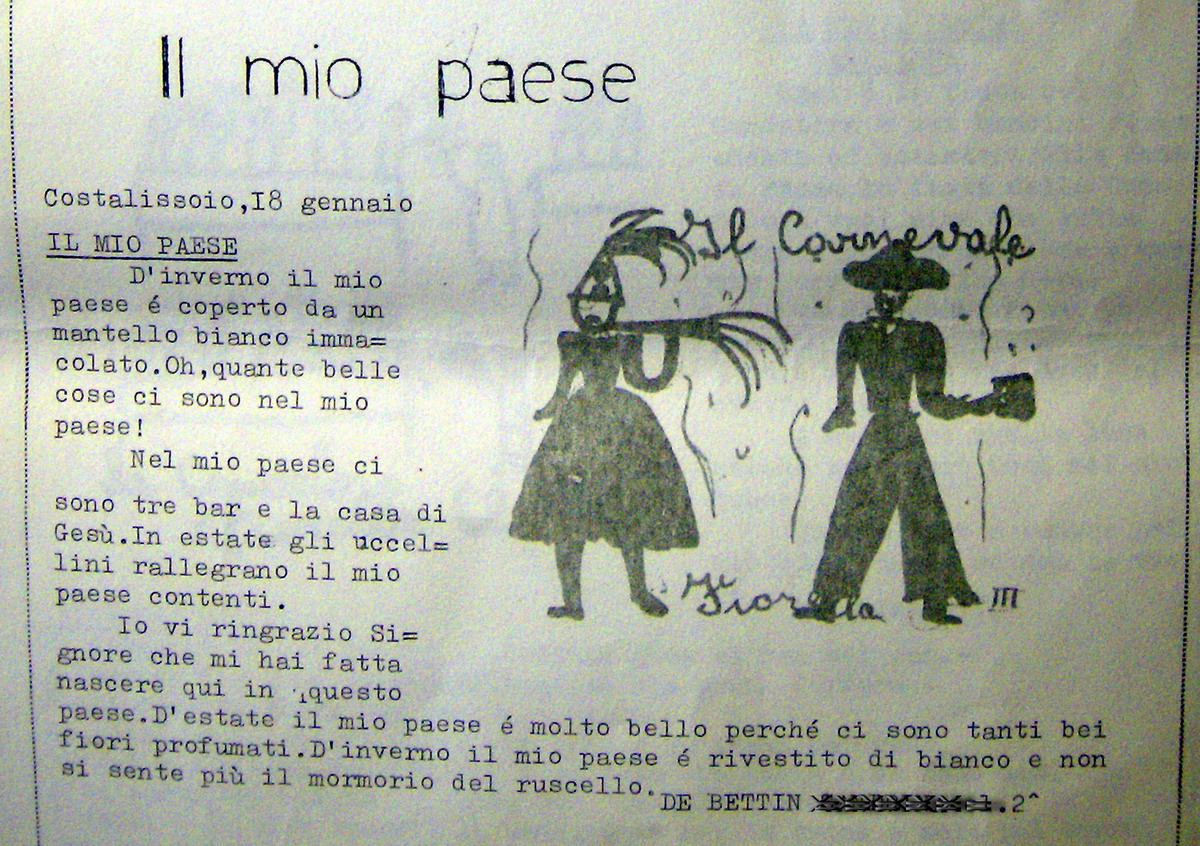 Il mio paese
Costalissoio,I8 gennaio
IL MIO PAESE
D'inverno il mio
paese é coperto da un
mantello bianco imma=
colato.Oh,quante belle
cose ci sono nel mio
paese!
Nel mio paese ci
sono tre bar e la casa di
Gesù.In estate gli uccel=
lini rallegrano il mio
paese contenti.
Io vi ringrazio Si=
gnore che mi hai fatta
nascere qui in questo
paese.D'estate il mio paese é molto bello perché ci sono tanti bei
fiori profumati.D'inverno il mio paese é rivestito di bianco e non
si sente più il mormorio del ruscello.
DE BETTIN .2^
Il Carnevale
Fiorella III